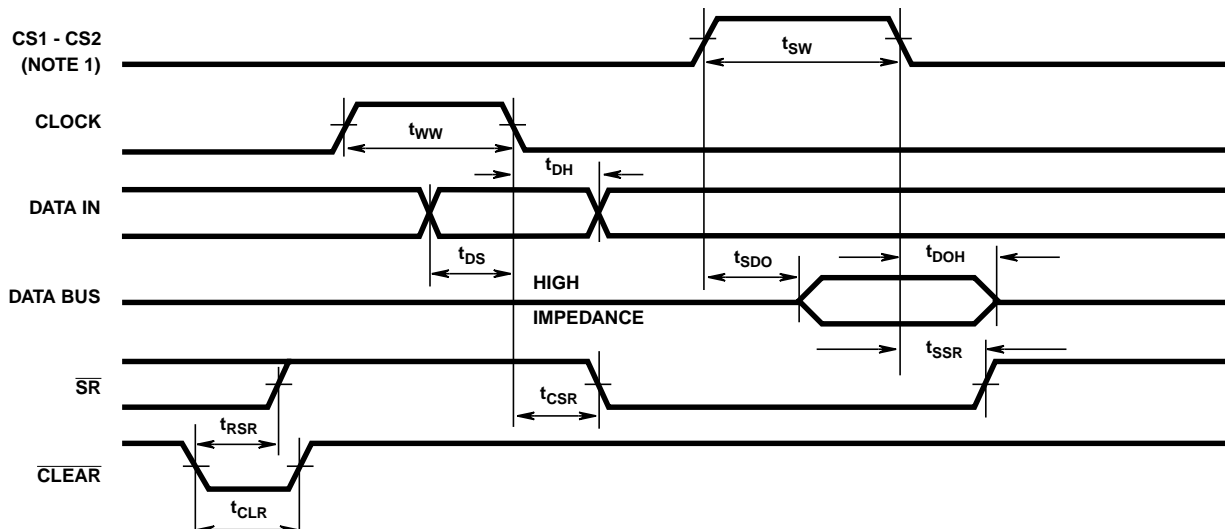 CS1 - CS2
(NOTE 1)
tSW
CLOCK
tWW
tDH
DATA IN
tDS
tSDO
tDOH
DATA BUS
HIGH
IMPEDANCE
tSSR
SR
tCSR
tRSR
CLEAR
tCLR